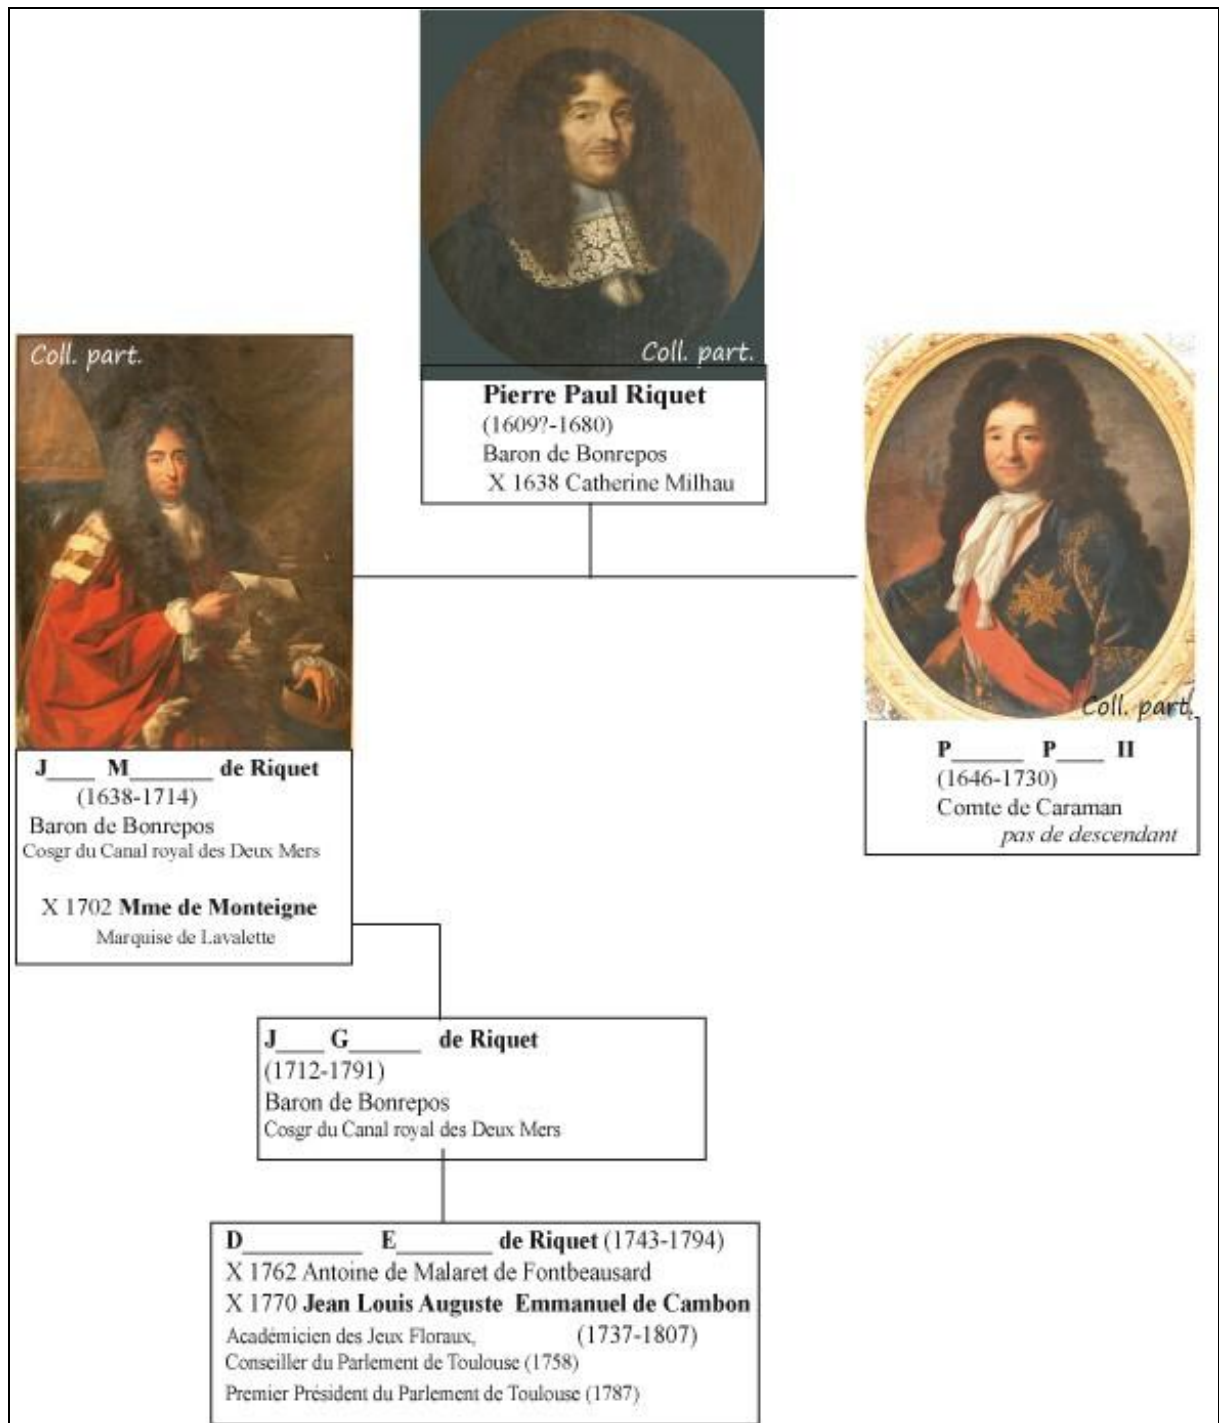 Coll. part.
Pierre Paul Riquet
(1609?-1680)
Baron de Bonrepos
X 1638 Catherine Milhau
Coll. part.
J____ M_______ de Riquet
(1638-1714)
Baron de Bonrepos
Cosgr du Canal royal des Deux Mers
X 1702 Mme de Monteigne
Marquise de Lavalette
Coll. part.
P______ P____ II
(1646-1730)
Comte de Caraman
pas de descendant
J____ G______ de Riquet
(1712-1791)
Baron de Bonrepos
Cosgr du Canal royal des Deux Mers
D__________ E________ de Riquet (1743-1794)
X 1762 Antoine de Malaret de Fontbeausard
X 1770 Jean Louis Auguste Emmanuel de Cambon
Académicien des Jeux Floraux, (1737-1807)
Conseiller du Parlement de Toulouse (1758)
Premier Président du Parlement de Toulouse (1787)